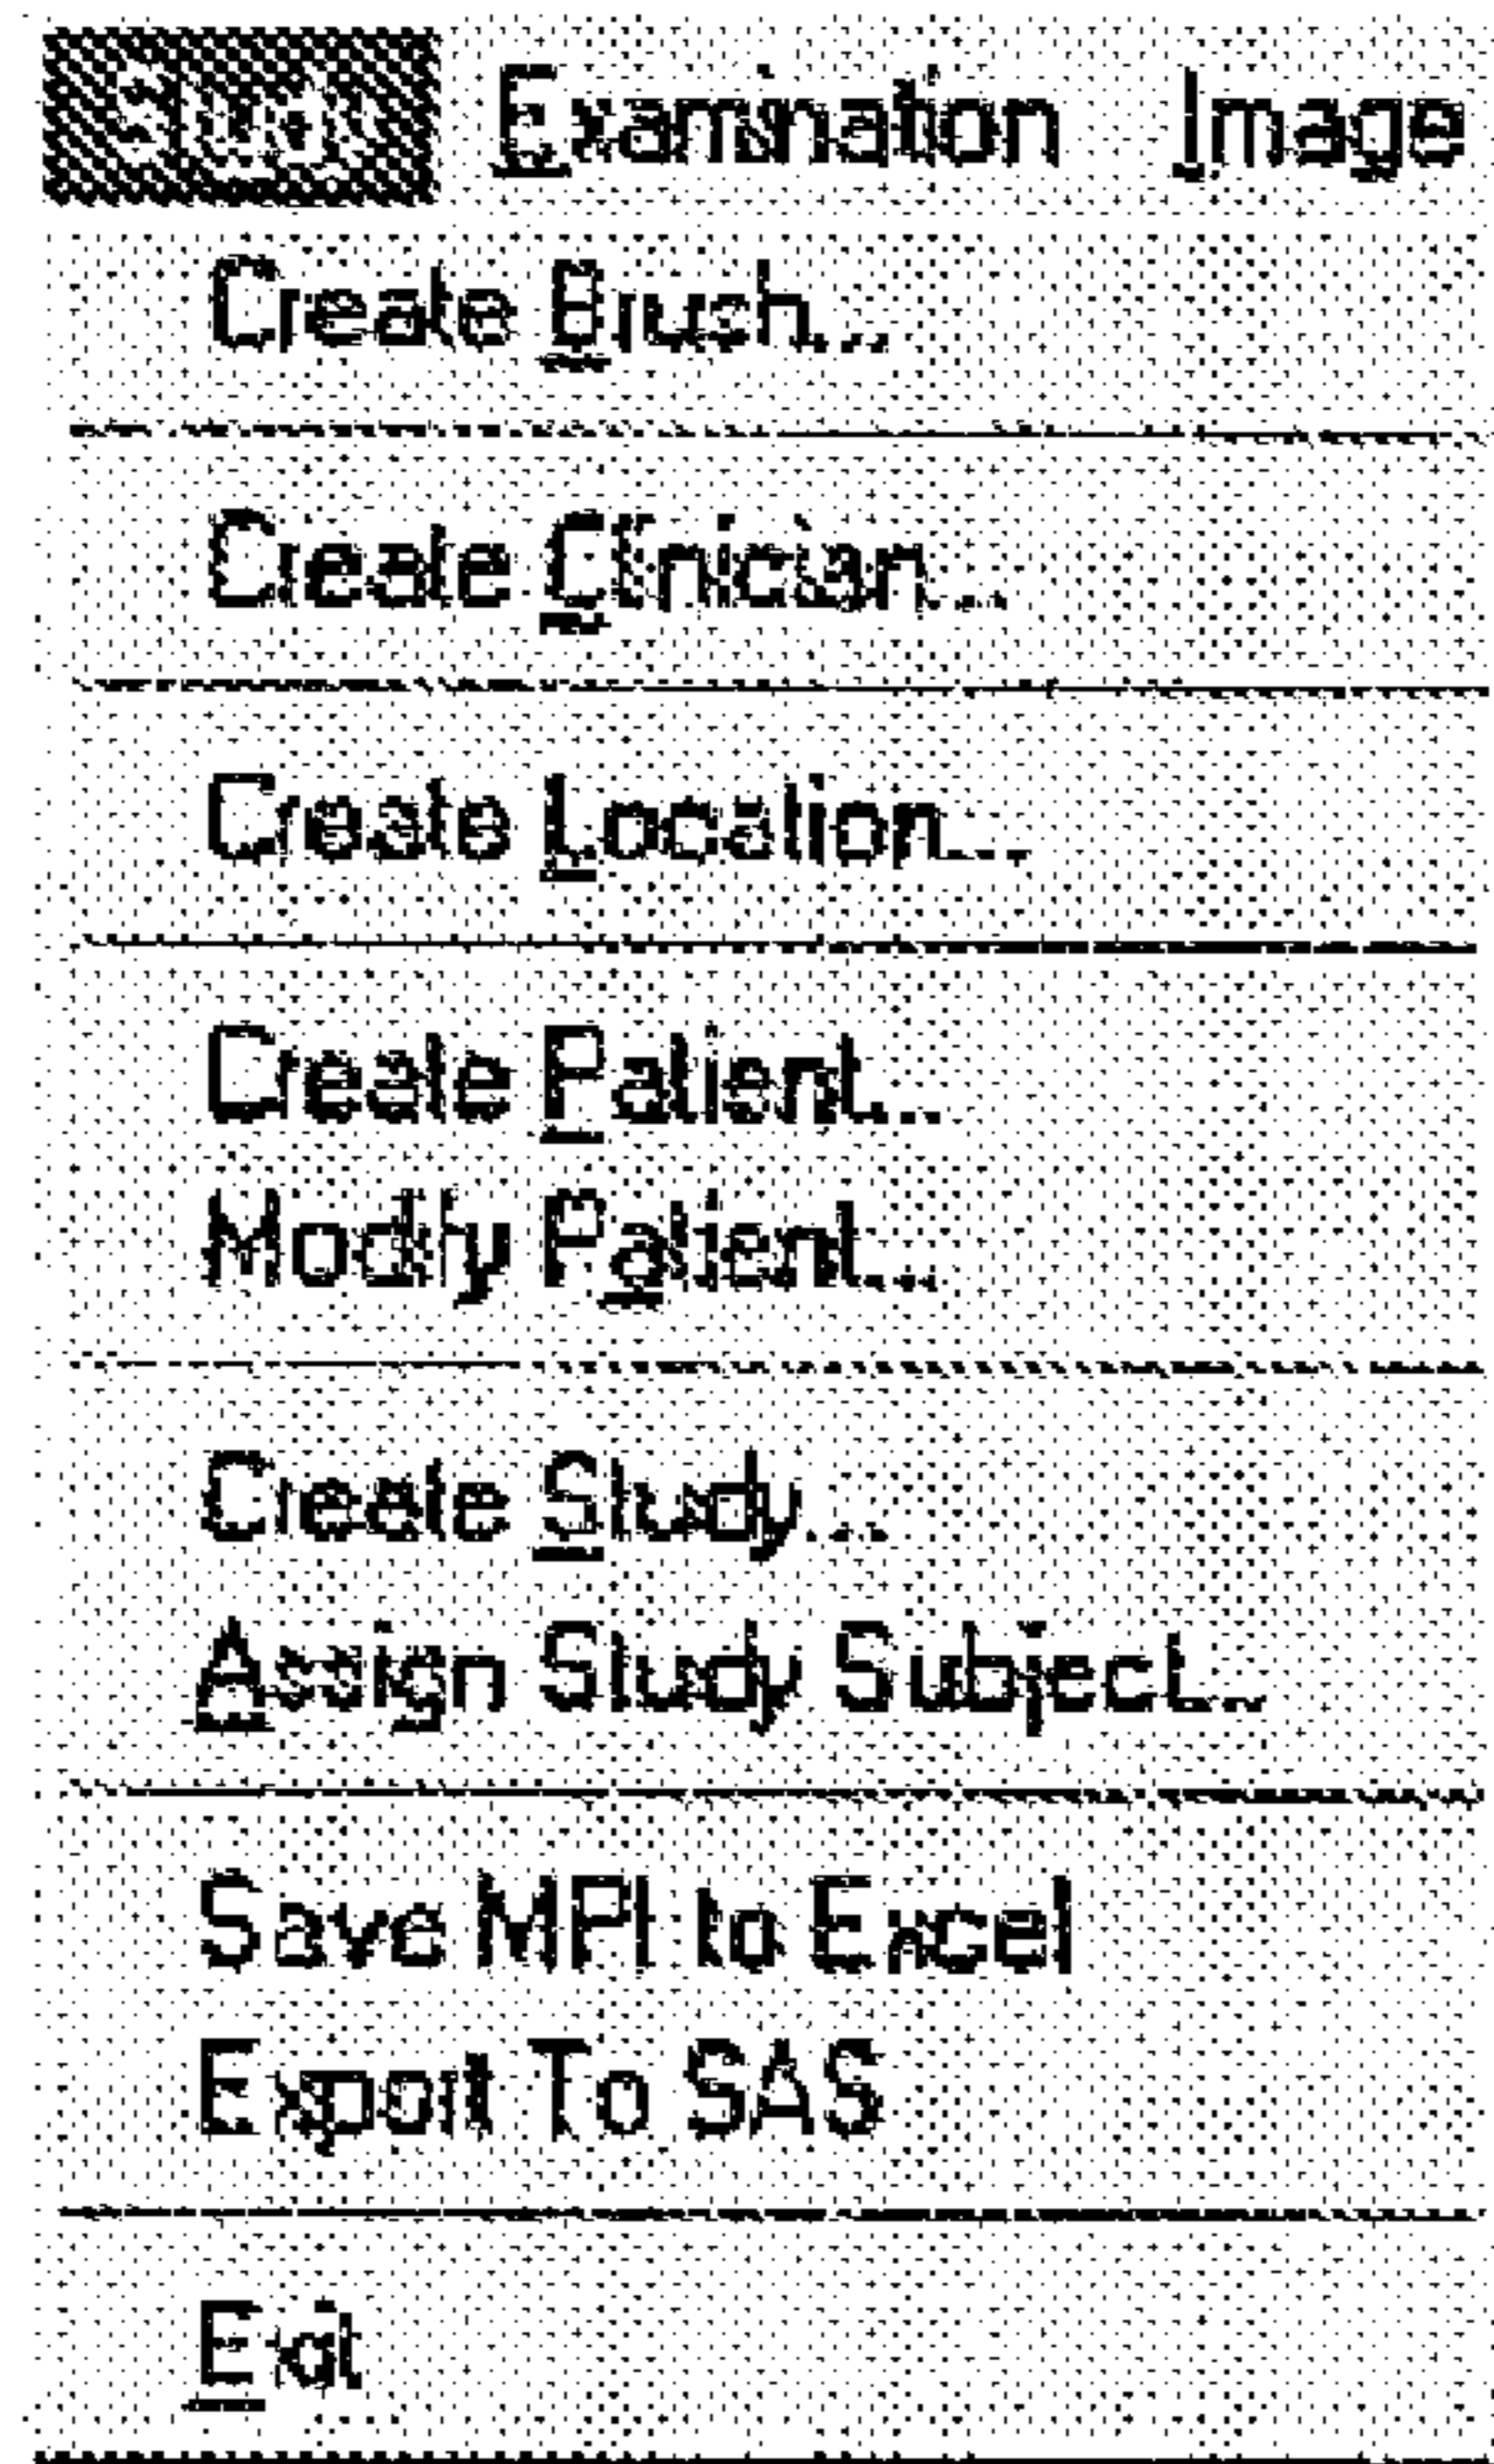 Examination Image
Create Brush...
Create Clinician...
Create Location...
Create Patient...
Modify Patient...
Create Study...
Assign Study Subject...
Save MPI to Excel
Export To SAS
Exit